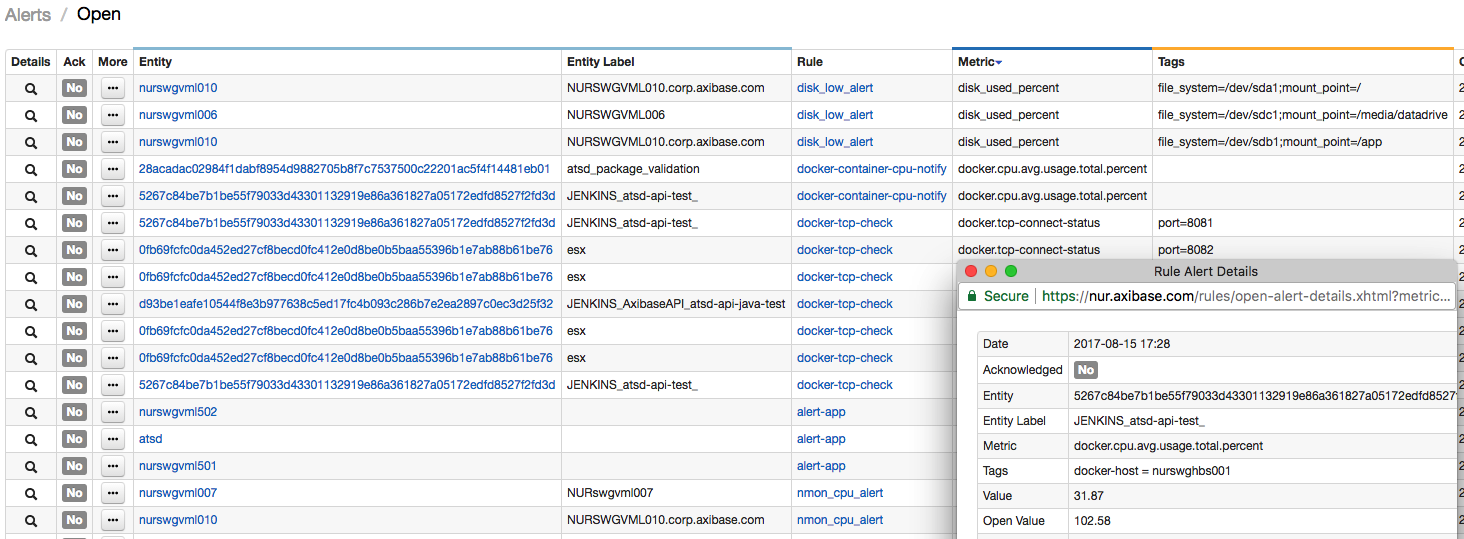 Alerts / Open
Details Ack More Entity Entity Label Rule Metric Tags
No nurswgvml010 NURSWGVML010.corp.axibase.com disk_low_alert disk_used_percent file_system=/dev/sda1;mount_point=/
No nurswgvml006 NURSWGVML006 disk_low_alert disk_used_percent file_system=/dev/sdc1;mount_point=/media/datadrive
No nurswgvml010 NURSWGVML010.corp.axibase.com disk_low_alert disk_used_percent file_system=/dev/sdb1;mount_point=/app
No 28acadac02984f1dabf8954d9882705b8f7c7537500c22201ac5f4f14481eb01 atsd_package_validation docker-container-cpu-notify docker.cpu.avg.usage.total.percent
No 5267c84be7b1be55f79033d43301132919e86a361827a05172edfd8527f2fd3d JENKINS_atsd-api-test_ docker-container-cpu-notify docker.cpu.avg.usage.total.percent
No 5267c84be7b1be55f79033d43301132919e86a361827a05172edfd8527f2fd3d JENKINS_atsd-api-test_ docker-tcp-check docker.tcp-connect-status port=8081
No 0fb69fcfc0da452ed27cf8becd0fc412e0d8be0b5baa55396b1e7ab88b61be76 esx docker-tcp-check docker.tcp-connect-status port=8082
No 0fb69fcfc0da452ed27cf8becd0fc412e0d8be0b5baa55396b1e7ab88b61be76 esx docker-tcp-check
No d93be1eafe10544f8e3b977638c5ed17fc4b093c286b7e2ea2897c0ec3d25f32 JENKINS_AxibaseAPI_atsd-api-java-test docker-tcp-check
No 0fb69fcfc0da452ed27cf8becd0fc412e0d8be0b5baa55396b1e7ab88b61be76 esx docker-tcp-check
No 0fb69fcfc0da452ed27cf8becd0fc412e0d8be0b5baa55396b1e7ab88b61be76 esx docker-tcp-check
No 5267c84be7b1be55f79033d43301132919e86a361827a05172edfd8527f2fd3d JENKINS_atsd-api-test_ docker-tcp-check
No nurswgvml502 alert-app
No atsd alert-app
No nurswgvml501 alert-app
No nurswgvml007 NURswgvml007 nmon_cpu_alert
No nurswgvml010 NURSWGVML010.corp.axibase.com nmon_cpu_alert
Rule Alert Details
Secure https://nur.axibase.com/rules/open-alert-details.xhtml?metric...
Date 2017-08-15 17:28
Acknowledged No
Entity 5267c84be7b1be55f79033d43301132919e86a361827a05172edfd8527
Entity Label JENKINS_atsd-api-test_
Metric docker.cpu.avg.usage.total.percent
Tags docker-host = nurswghbs001
Value 31.87
Open Value 102.58